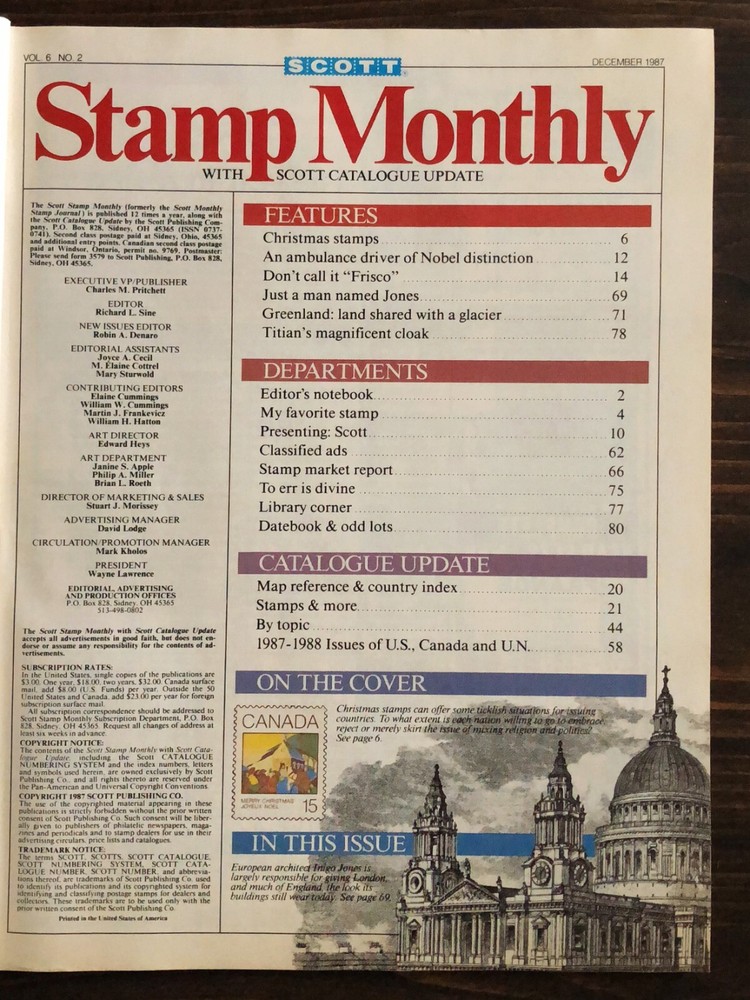 VOL. 6 NO. 2
DECEMBER 1987
SCOTT
Stamp Monthly
WITH SCOTT CATALOGUE UPDATE
The Scott Stamp Monthly (formerly the Scott Monthly
Stamp Journal) is published 12 times a year, along with
the Scott Catalogue Update by the Scott Publishing Com-
pany, P.O. Box 828, Sidney, OH 45365 (ISSN 0737-
0741). Second class postage paid at Sidney, Ohio, 45365
and additional entry points. Canadian second class postage
paid at Windsor, Ontario, permit no. 9769. Postmaster:
Please send form 3579 to Scott Publishing, P.O. Box 828,
Sidney, OH 45365.
EXECUTIVE VP/PUBLISHER
Charles M. Pritchett
EDITOR
Richard L. Sine
NEW ISSUES EDITOR
Robin A. Denaro
EDITORIAL ASSISTANTS
Joyce A. Cecil
M. Elaine Cottrel
Mary Sturwold
CONTRIBUTING EDITORS
Elaine Cummings
William W. Cummings
Martin J. Frankevicz
William H. Hatton
ART DIRECTOR
Edward Heys
ART DEPARTMENT
Janine S. Apple
Philip A. Miller
Brian L. Roeth
DIRECTOR OF MARKETING & SALES
Stuart J. Morissey
ADVERTISING MANAGER
David Lodge
CIRCULATION/PROMOTION MANAGER
Mark Kholos
PRESIDENT
Wayne Lawrence
EDITORIAL, ADVERTISING
AND PRODUCTION OFFICES
P.O. Box 828, Sidney, OH 45365
513-498-0802
The Scott Stamp Monthly with Scott Catalogue Update
accepts all advertisements in good faith, but does not en-
dorse or assume any responsibility for the contents of ad-
vertisements.
SUBSCRIPTION RATES:
In the United States, single copies of the publications are
$3.00. One year, $18.00, two years, $32.00. Canada surface
mail, add $8.00 (U.S. Funds) per year. Outside the 50
United States and Canada, add $23.00 per year for foreign
subscription surface mail.
All subscription correspondence should be addressed to
Scott Stamp Monthly Subscription Department, P.O. Box
828, Sidney, OH 45365. Request all changes of address at
least six weeks in advance.
COPYRIGHT NOTICE:
The contents of the Scott Stamp Monthly with Scott Cata-
logue Update, including the Scott CATALOGUE
NUMBERING SYSTEM and the index numbers, letters
and symbols used herein, are owned exclusively by Scott
Publishing Co., and all rights thereto are reserved under
the Pan-American and Universal Copyright Conventions.
COPYRIGHT 1987 SCOTT PUBLISHING CO.
The use of the copyrighted material appearing in these
publications is strictly forbidden without the prior written
consent of Scott Publishing Co. Such consent will be liber-
ally given to publishers of philatelic newspapers, maga-
zines and periodicals and to stamp dealers for use in their
advertising circulars, price lists and catalogues.
TRADEMARK NOTICE:
The terms SCOTT, SCOTTS, SCOTT CATALOGUE,
SCOTT NUMBERING SYSTEM, SCOTT CATA-
LOGUE NUMBER, SCOTT NUMBER, and abbrevia-
tions thereof, are trademarks of Scott Publishing Co. used
to identify its publications and its copyrighted system for
identifying and classifying postage stamps for dealers and
collectors. These trademarks are to be used only with the
prior written consent of the Scott Publishing Co.
Printed in the United States of America
FEATURES
Christmas stamps 6
An ambulance driver of Nobel distinction 12
Don't call it "Frisco" 14
Just a man named Jones 69
Greenland: land shared with a glacier 71
Titian's magnificent cloak 78
DEPARTMENTS
Editor's notebook 2
My favorite stamp 4
Presenting: Scott 10
Classified ads 62
Stamp market report 66
To err is divine 75
Library corner 77
Datebook & odd lots 80
CATALOGUE UPDATE
Map reference & country index 20
Stamps & more 21
By topic 44
1987-1988 Issues of U.S., Canada and U.N. 58
ON THE COVER
CANADA
MERRY CHRISTMAS
JOYEUX NOËL
15
Christmas stamps can offer some ticklish situations for issuing
countries. To what extent is each nation willing to go to embrace,
reject or merely skirt the issue of mixing religion and politics?
See page 6.
IN THIS ISSUE
European architect Inigo Jones is
largely responsible for giving London,
and much of England, the look its
buildings still wear today. See page 69.